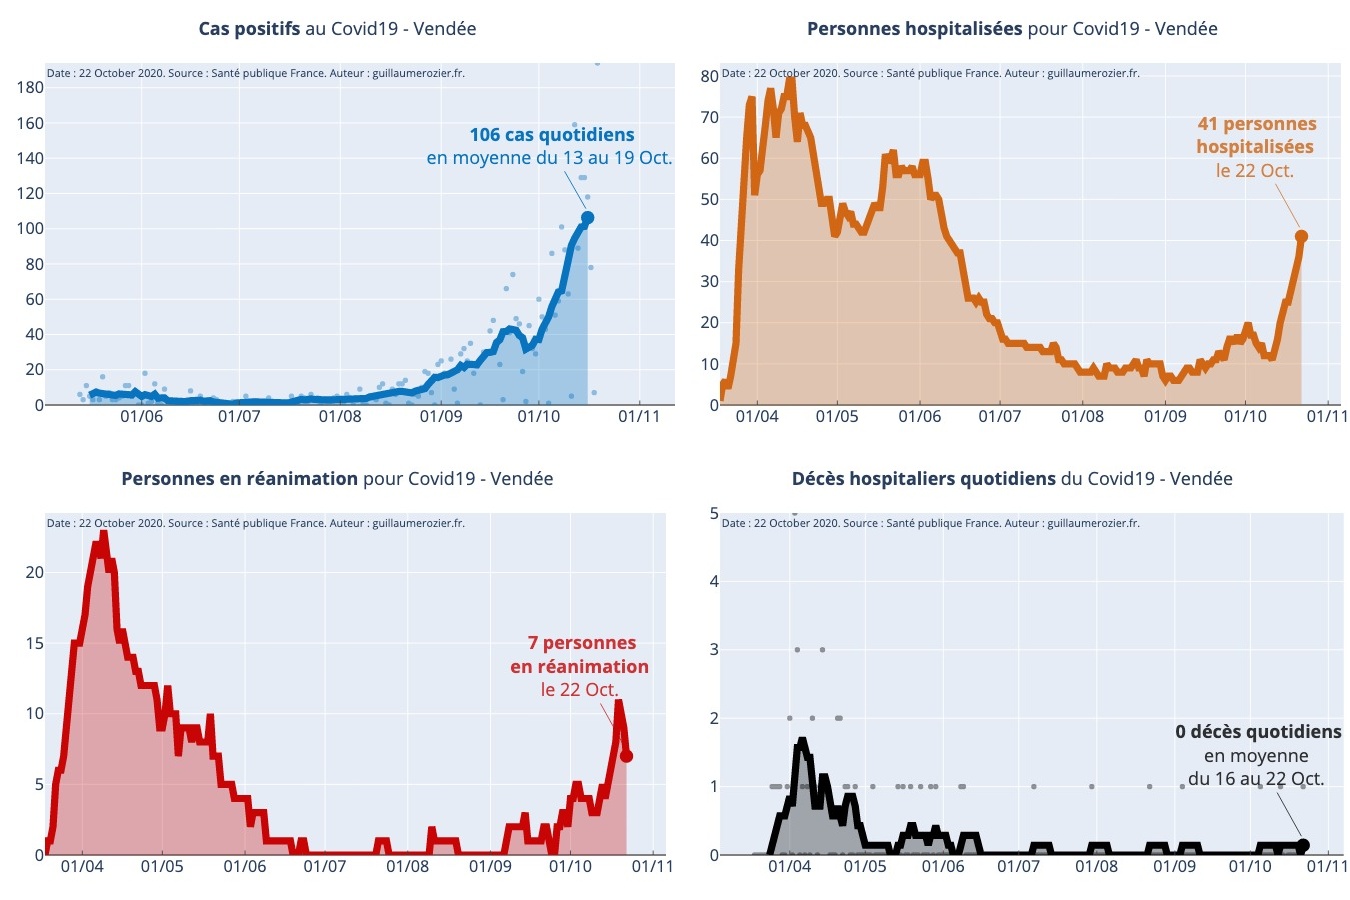 Cas positifs au Covid19 - Vendée
Date : 22 October 2020. Source : Santé publique France. Auteur : guillaumerozier.fr.
180
160
140
120
100
80
60
40
20
0
106 cas quotidiens
en moyenne du 13 au 19 Oct.
01/06 01/07 01/08 01/09 01/10 01/11
Personnes hospitalisées pour Covid19 - Vendée
Date : 22 October 2020. Source : Santé publique France. Auteur : guillaumerozier.fr.
80
70
60
50
40
30
20
10
0
41 personnes
hospitalisées
le 22 Oct.
01/04 01/05 01/06 01/07 01/08 01/09 01/10 01/11
Personnes en réanimation pour Covid19 - Vendée
Date : 22 October 2020. Source : Santé publique France. Auteur : guillaumerozier.fr.
20
15
10
5
0
7 personnes
en réanimation
le 22 Oct.
01/04 01/05 01/06 01/07 01/08 01/09 01/10 01/11
Décès hospitaliers quotidiens du Covid19 - Vendée
Date : 22 October 2020. Source : Santé publique France. Auteur : guillaumerozier.fr.
5
4
3
2
1
0
0 décès quotidiens
en moyenne
du 16 au 22 Oct.
01/04 01/05 01/06 01/07 01/08 01/09 01/10 01/11